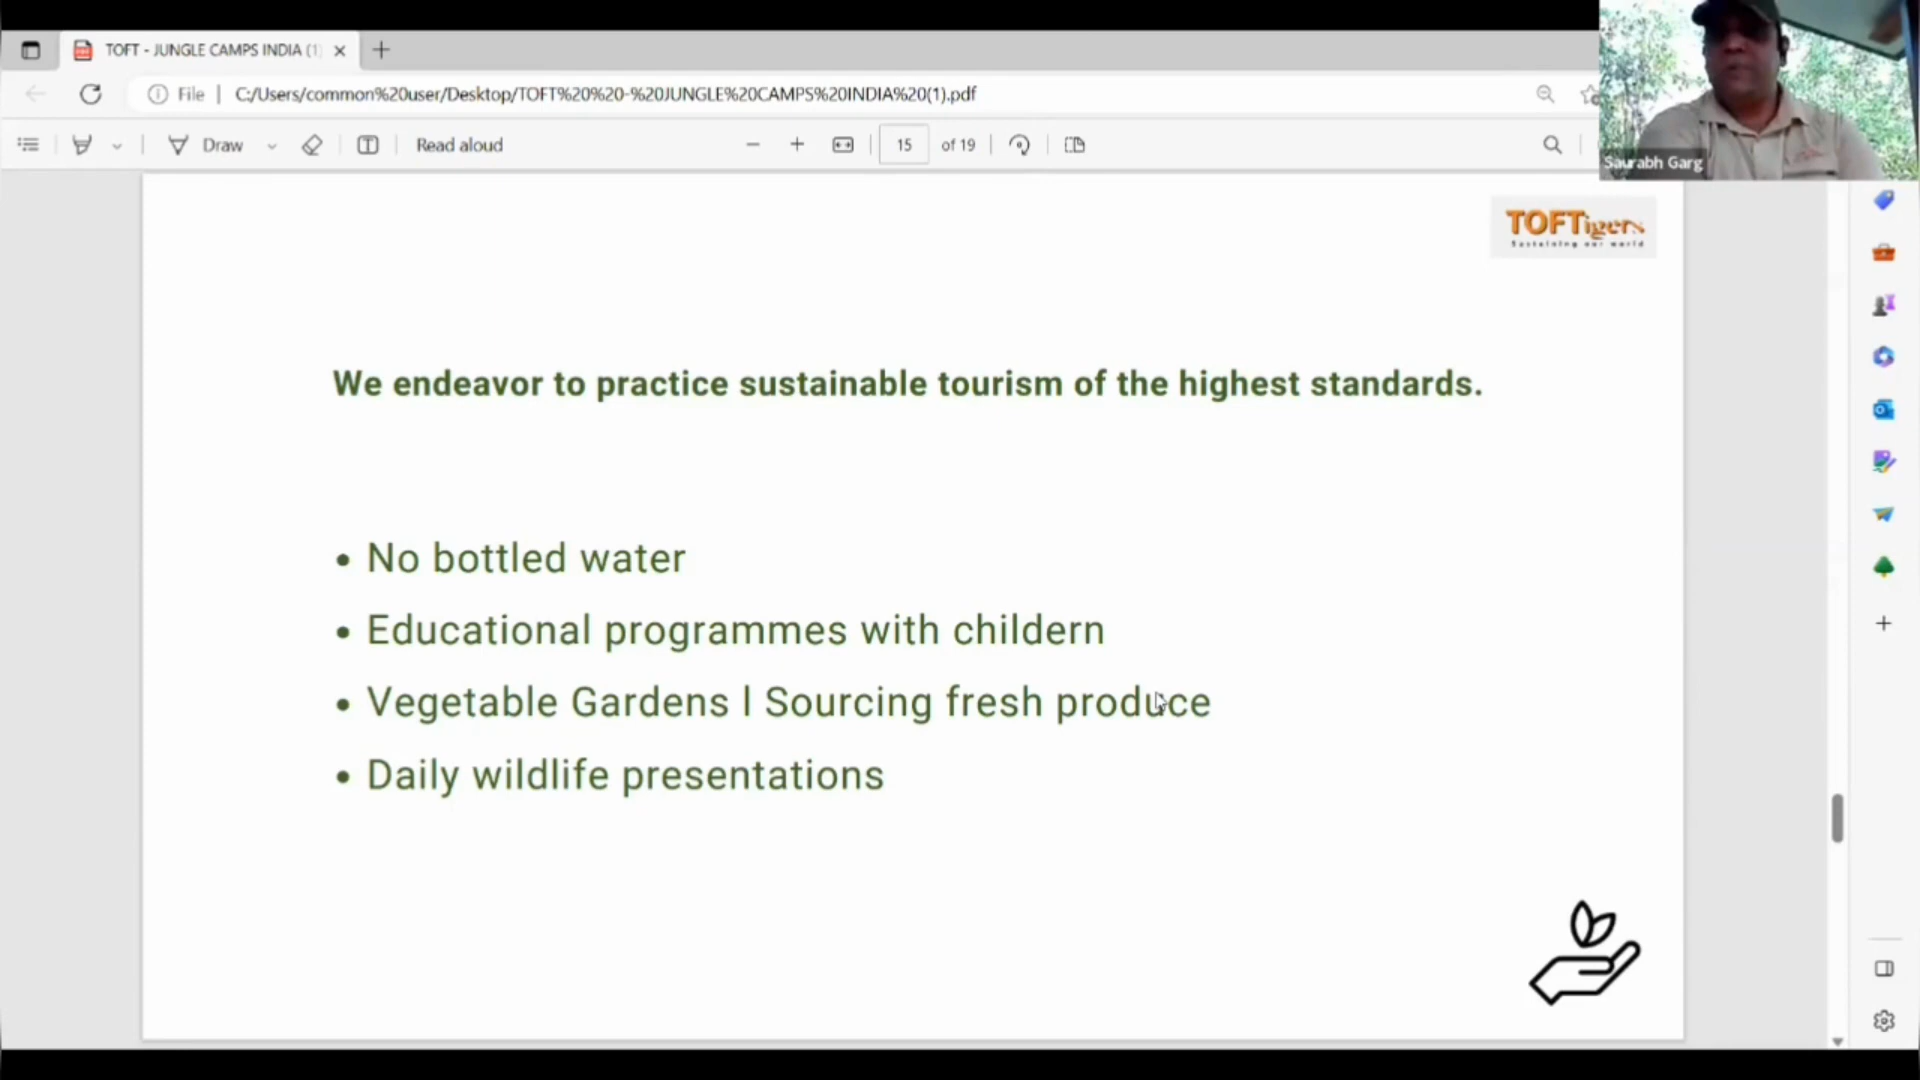 TOFT - JUNGLE CAMPS INDIA (1)
File
C:/Users/common%20user/Desktop/TOFT%20%20-%20JUNGLE%20CAMPS%20INDIA%20(1).pdf
Draw
Read aloud
15 of 19
Saurabh Garg
TOFTigers
Sustaining our world
We endeavor to practice sustainable tourism of the highest standards.
• No bottled water
• Educational programmes with childern
• Vegetable Gardens l Sourcing fresh produce
• Daily wildlife presentations